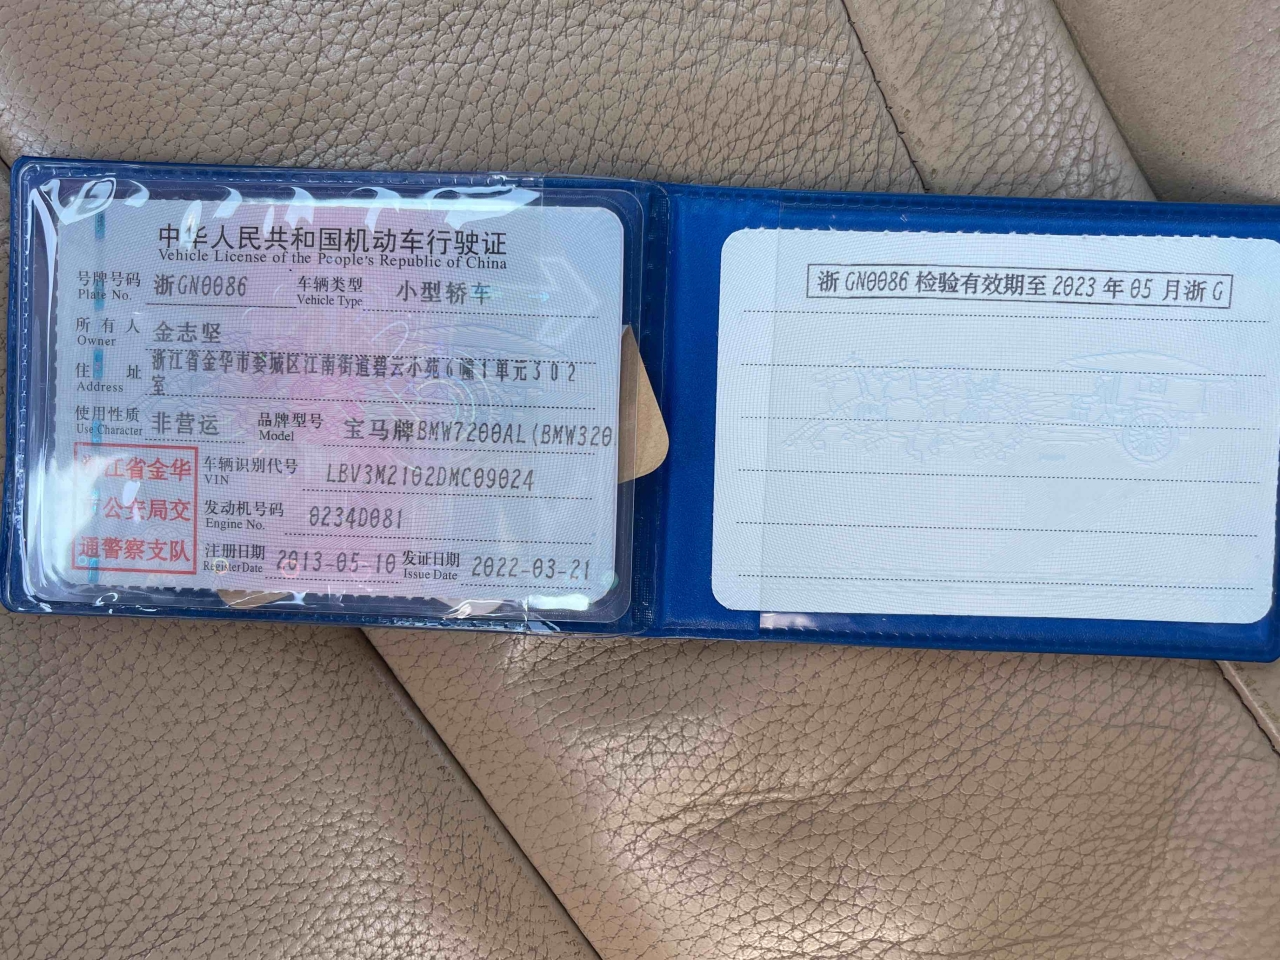 中华人民共和国机动车行驶证
Vehicle License of the People's Republic of China
号牌号码 浙GN0086 车辆类型 小型轿车
Plate No. Vehicle Type
所有人 金志坚
Owner
住址 浙江省金华市婺城区江南街道碧云小苑6幢1单元302
Address 室
使用性质 非营运 品牌型号 宝马牌BMW7200AL(BMW320
Use Character Model
浙江省金华 车辆识别代号 LBV3M2102DMC09024
VIN
市公安局交 发动机号码 0234D081
Engine No.
通警察支队 注册日期 2013-05-10 发证日期 2022-03-21
Register Date Issue Date
浙GN0086检验有效期至2023年05月浙G